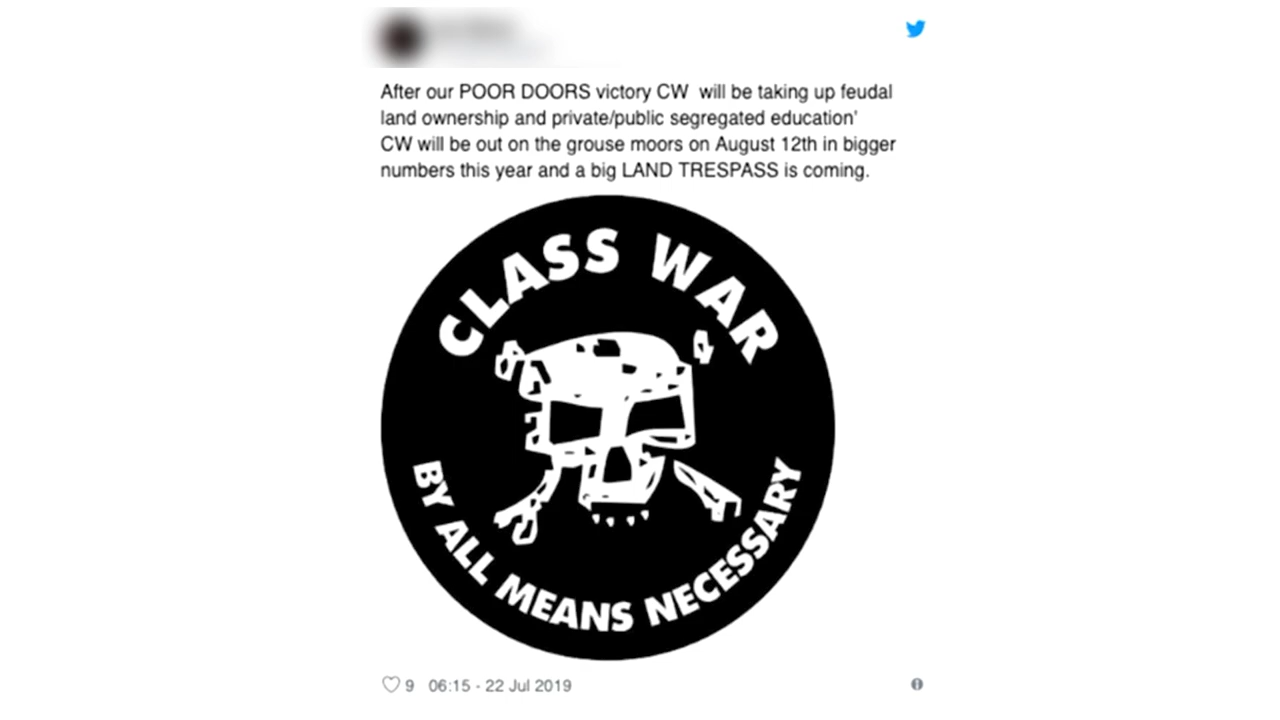 After our POOR DOORS victory CW  will be taking up feudal
land ownership and private/public segregated education'
CW will be out on the grouse moors on August 12th in bigger
numbers this year and a big LAND TRESPASS is coming.
CLASS WAR
BY ALL MEANS NECESSARY
9 06:15 - 22 Jul 2019